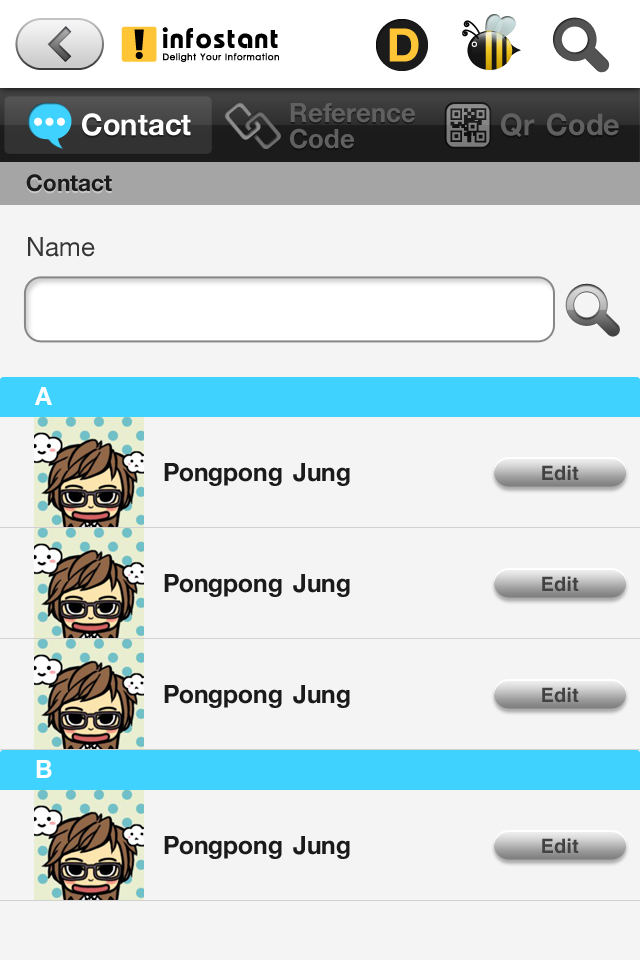 ! infostant
Delight Your Information
D
Contact
Reference
Code
Qr Code
Contact
Name
A
Pongpong Jung
Edit
Pongpong Jung
Edit
Pongpong Jung
Edit
B
Pongpong Jung
Edit